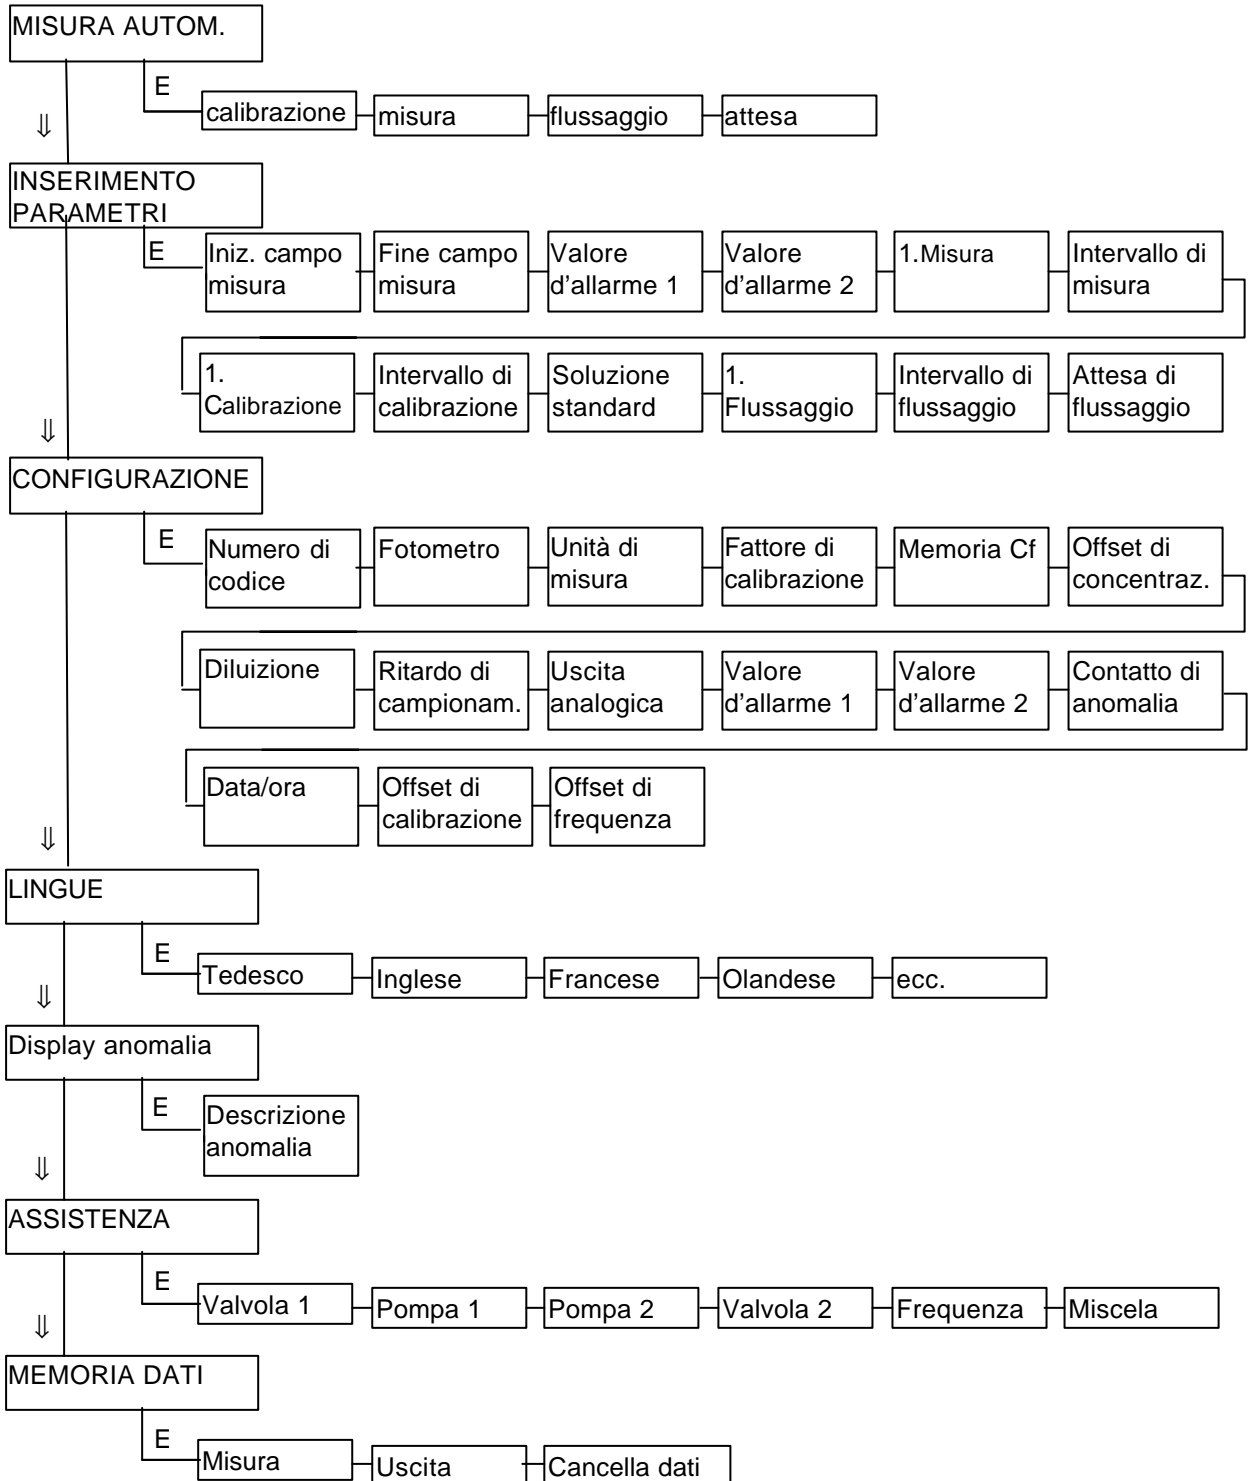 MISURA AUTOM.
E
calibrazione
misura
flussaggio
attesa
⇓
INSERIMENTO
PARAMETRI
E
Iniz. campo
misura
Fine campo
misura
Valore
d'allarme 1
Valore
d'allarme 2
1.Misura
Intervallo di
misura
1.
Calibrazione
Intervallo di
calibrazione
Soluzione
standard
1.
Flussaggio
Intervallo di
flussaggio
Attesa di
flussaggio
⇓
CONFIGURAZIONE
E
Numero di
codice
Fotometro
Unità di
misura
Fattore di
calibrazione
Memoria Cf
Offset di
concentraz.
Diluizione
Ritardo di
campionam.
Uscita
analogica
Valore
d'allarme 1
Valore
d'allarme 2
Contatto di
anomalia
Data/ora
Offset di
calibrazione
Offset di
frequenza
⇓
LINGUE
E
Tedesco
Inglese
Francese
Olandese
ecc.
⇓
Display anomalia
E
Descrizione
anomalia
⇓
ASSISTENZA
E
Valvola 1
Pompa 1
Pompa 2
Valvola 2
Frequenza
Miscela
⇓
MEMORIA DATI
E
Misura
Uscita
Cancella dati